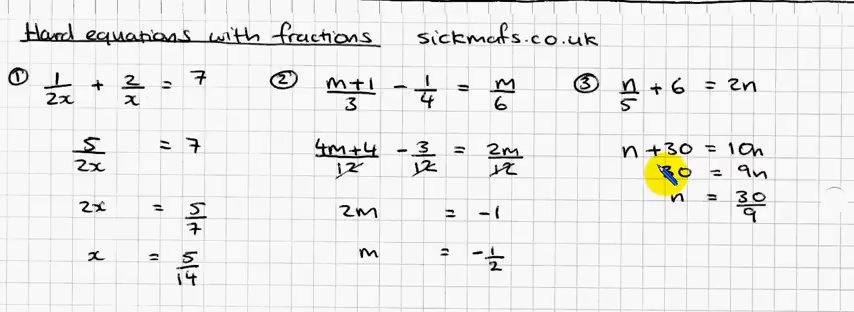 Hard equations with fractions sickmafs.co.uk
① 1/2x + 2/x = 7
5/2x = 7
2x = 5/7
x = 5/14
② m+1/3 - 1/4 = m/6
4m+4/12 - 3/12 = 2m/12
2m = -1
m = -1/2
③ n/5 + 6 = 2n
n + 30 = 10n
30 = 9n
n = 30/9